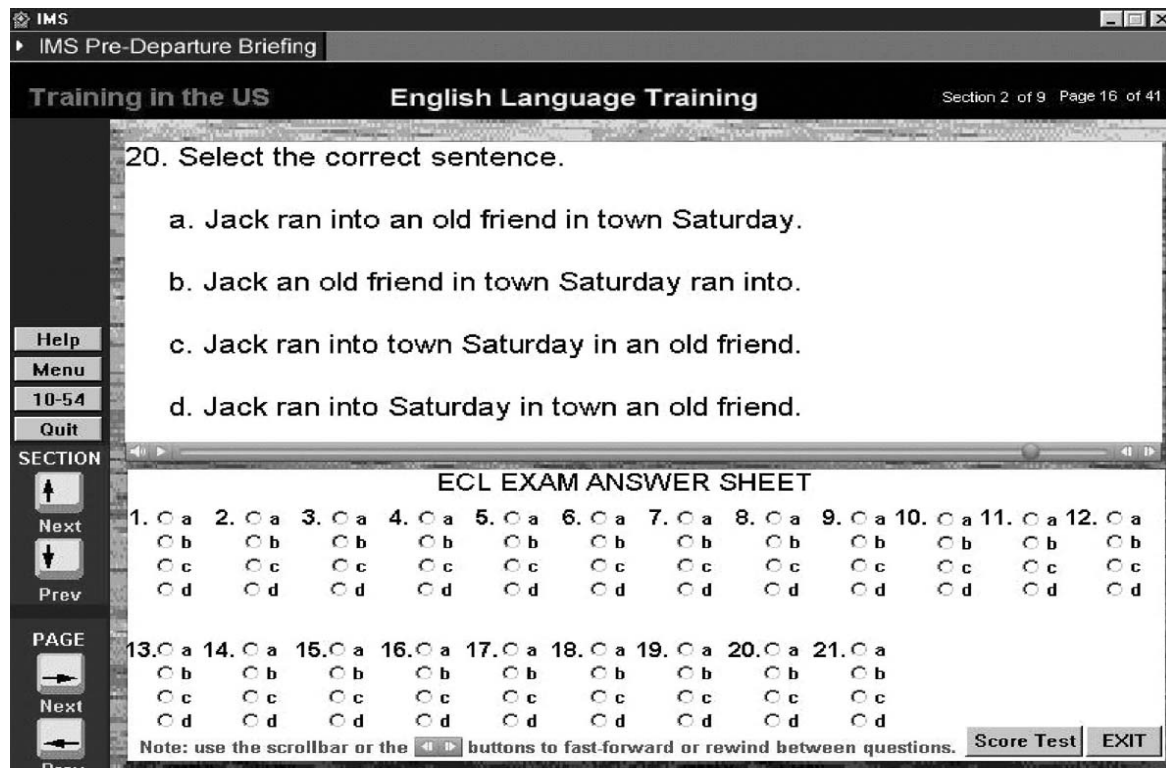 IMS
IMS Pre-Departure Briefing
Training in the US English Language Training Section 2 of 9 Page 16 of 41
20. Select the correct sentence.
a. Jack ran into an old friend in town Saturday.
b. Jack an old friend in town Saturday ran into.
c. Jack ran into town Saturday in an old friend.
d. Jack ran into Saturday in town an old friend.
Help
Menu
10-54
Quit
SECTION
Next
Prev
PAGE
Next
Prev
ECL EXAM ANSWER SHEET
1. a 2. a 3. a 4. a 5. a 6. a 7. a 8. a 9. a 10. a 11. a 12. a
b b b b b b b b b b b b
c c c c c c c c c c c c
d d d d d d d d d d d d
13. a 14. a 15. a 16. a 17. a 18. a 19. a 20. a 21. a
b b b b b b b b b
c c c c c c c c c
d d d d d d d d d
Note: use the scrollbar or the buttons to fast-forward or rewind between questions. Score Test EXIT